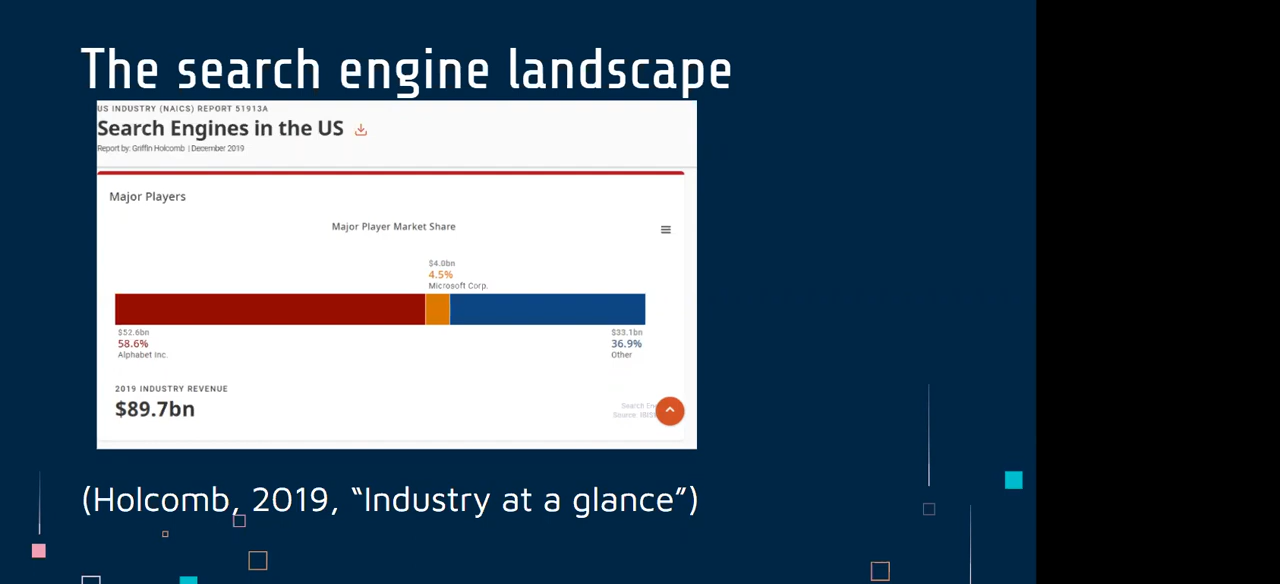 The search engine landscape
US INDUSTRY (NAICS) REPORT 51913A
Search Engines in the US
Report by: Griffin Holcomb | December 2019
Major Players
Major Player Market Share
$4.0bn
4.5%
Microsoft Corp.
$52.6bn
58.6%
Alphabet Inc.
$33.1bn
36.9%
Other
2019 INDUSTRY REVENUE
$89.7bn
Search
Source:
(Holcomb, 2019, “Industry at a glance”)